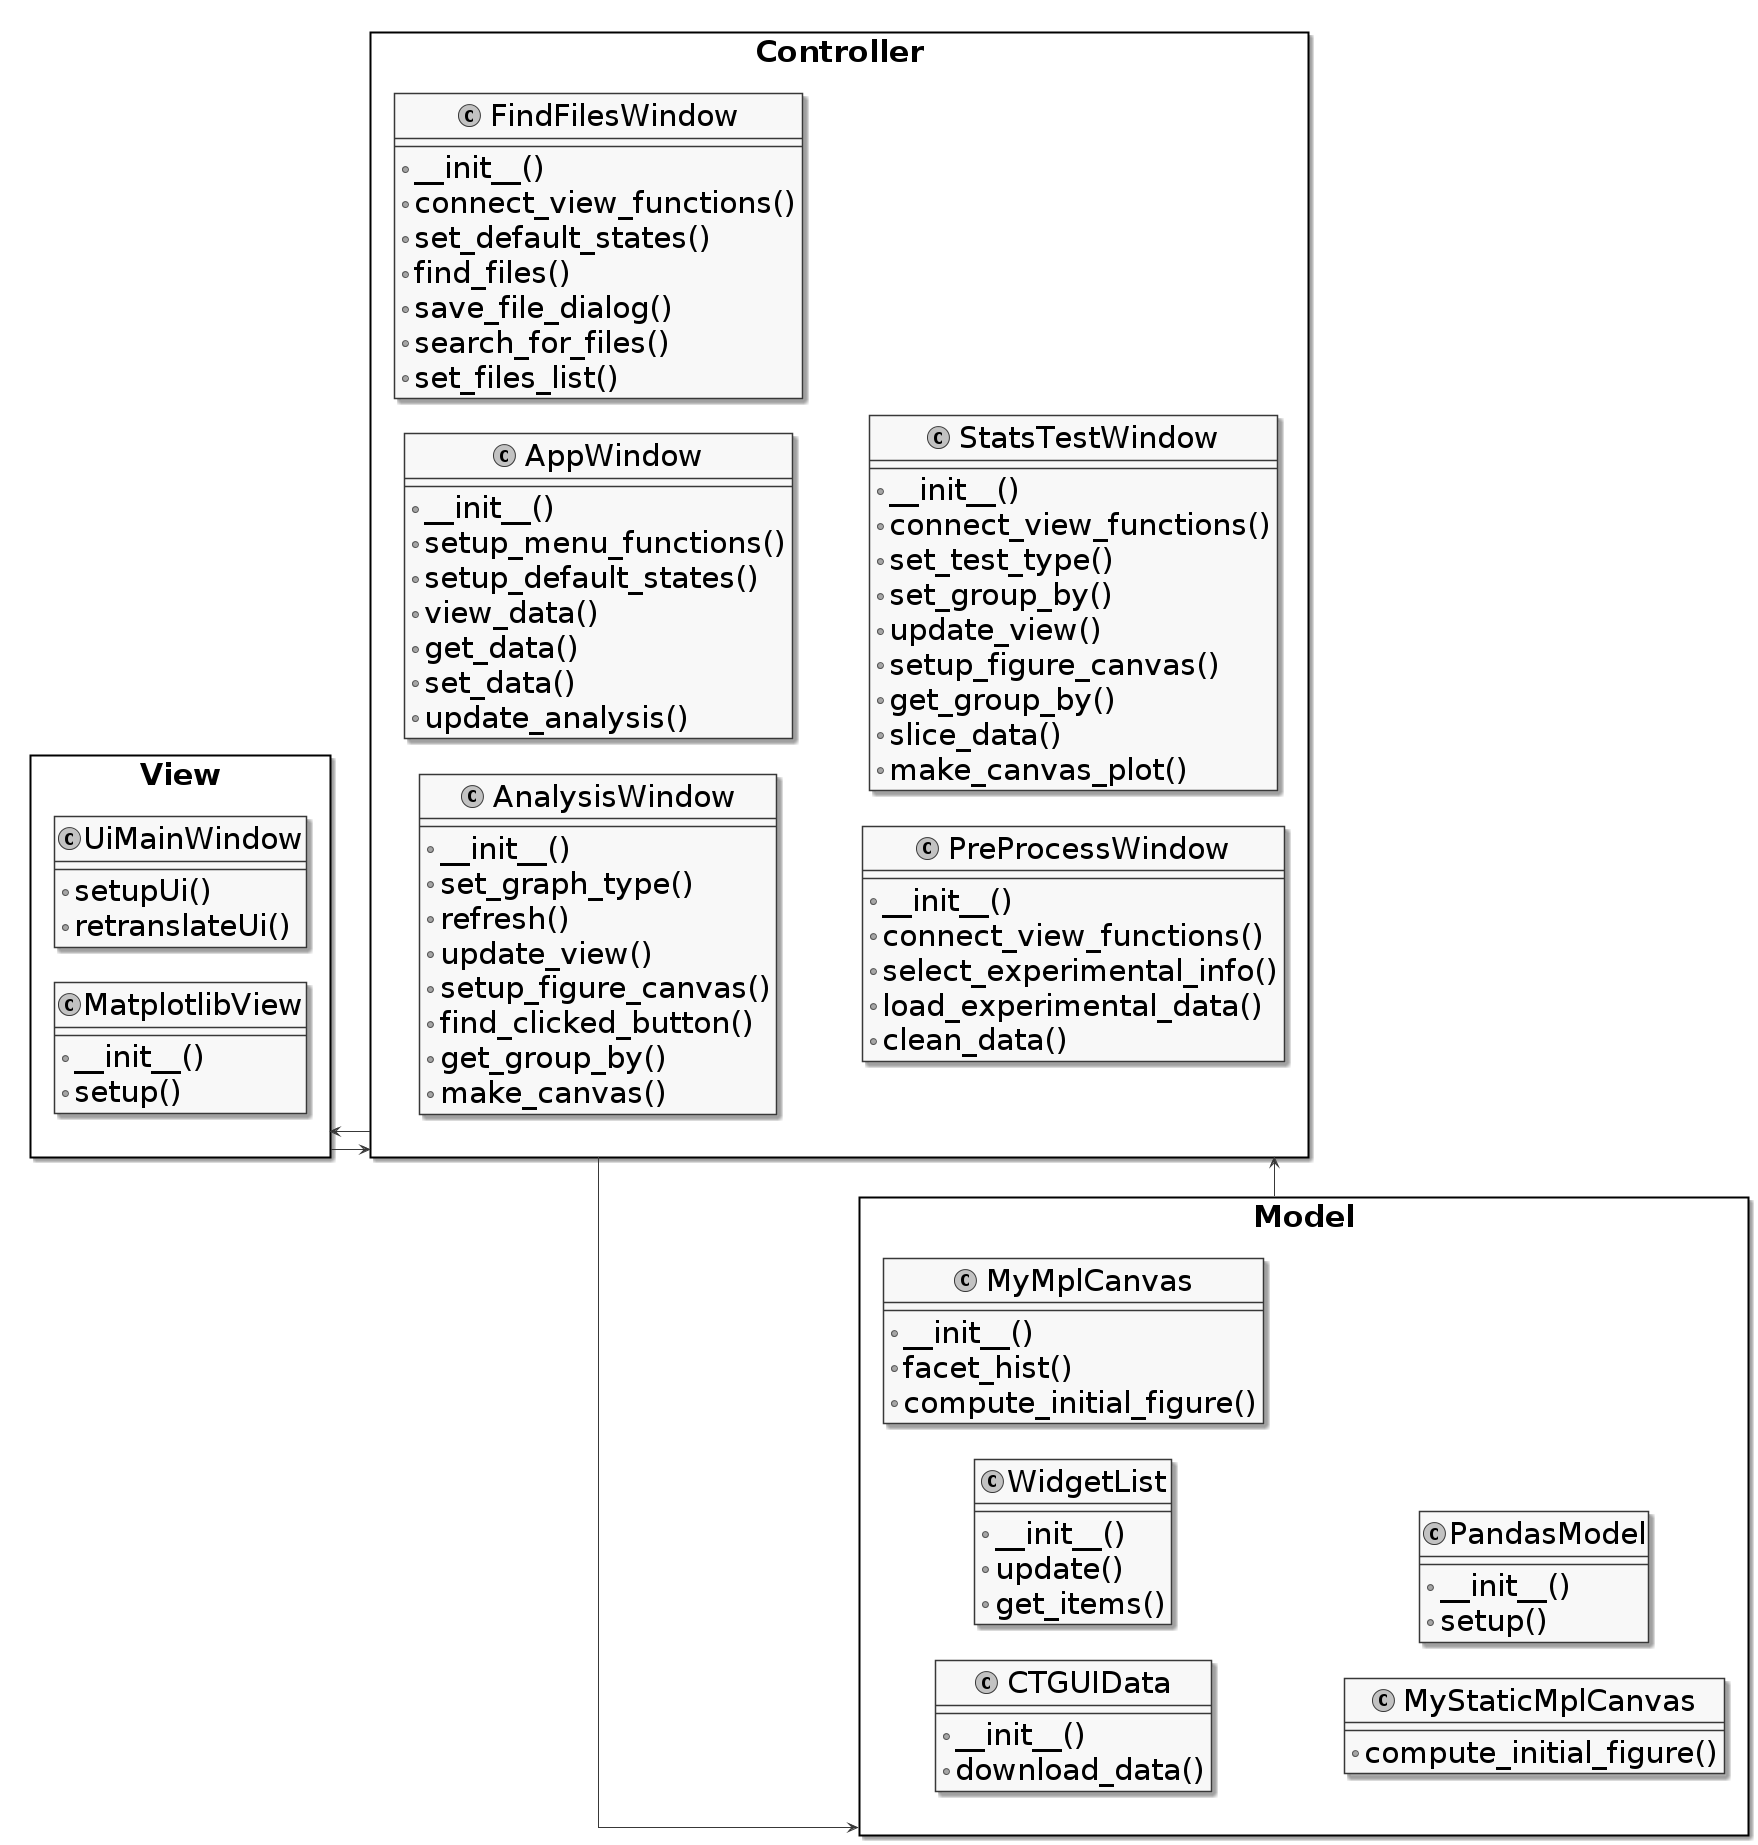 Controller
C FindFilesWindow
__init__()
connect_view_functions()
set_default_states()
find_files()
save_file_dialog()
search_for_files()
set_files_list()
C AppWindow
__init__()
setup_menu_functions()
setup_default_states()
view_data()
get_data()
set_data()
update_analysis()
C AnalysisWindow
__init__()
set_graph_type()
refresh()
update_view()
setup_figure_canvas()
find_clicked_button()
get_group_by()
make_canvas()
C StatsTestWindow
__init__()
connect_view_functions()
set_test_type()
set_group_by()
update_view()
setup_figure_canvas()
get_group_by()
slice_data()
make_canvas_plot()
C PreProcessWindow
__init__()
connect_view_functions()
select_experimental_info()
load_experimental_data()
clean_data()
View
C UiMainWindow
setupUi()
retranslateUi()
C MatplotlibView
__init__()
setup()
Model
C MyMplCanvas
__init__()
facet_hist()
compute_initial_figure()
C WidgetList
__init__()
update()
get_items()
C CTGUIData
__init__()
download_data()
C PandasModel
__init__()
setup()
C MyStaticMplCanvas
compute_initial_figure()